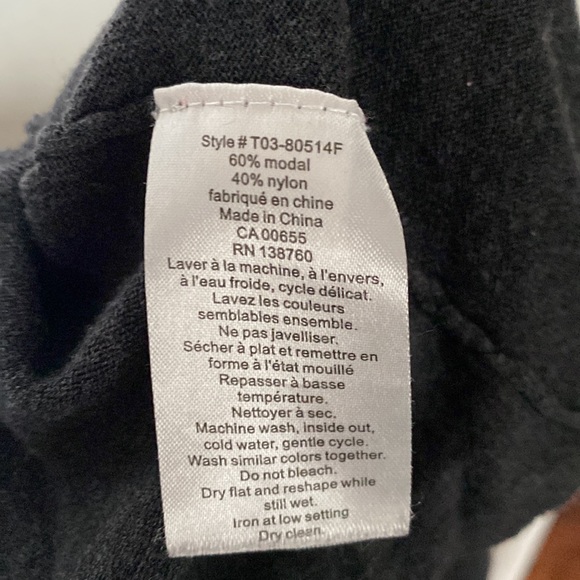 Style # T03-80514F
60% modal
40% nylon
fabriqué en chine
Made in China
CA 00655
RN 138760
Laver à la machine, à l'envers,
à l'eau froide, cycle délicat.
Lavez les couleurs
semblables ensemble.
Ne pas javelliser.
Sécher à plat et remettre en
forme à l'état mouillé
Repasser à basse
température.
Nettoyer à sec.
Machine wash, inside out,
cold water, gentle cycle.
Wash similar colors together.
Do not bleach.
Dry flat and reshape while
still wet.
Iron at low setting
Dry clean.